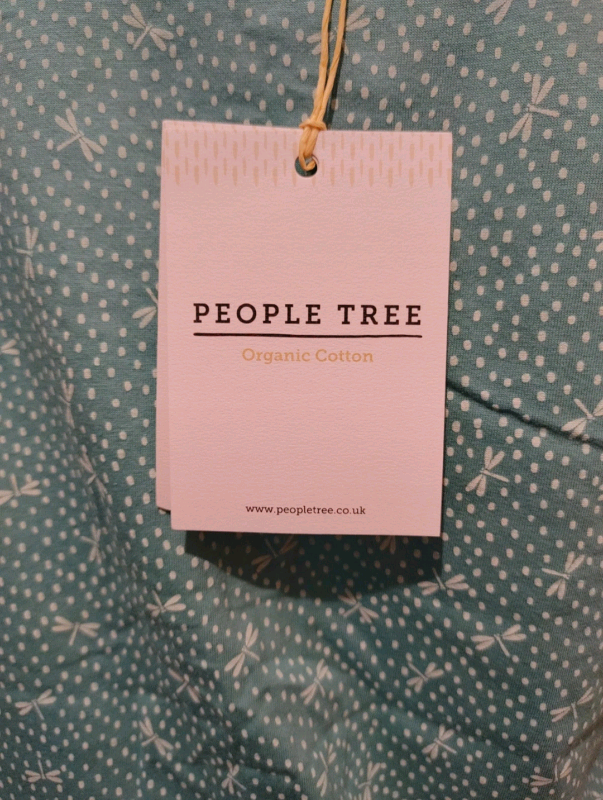 PEOPLE TREE
Organic Cotton
www.peopletree.co.uk